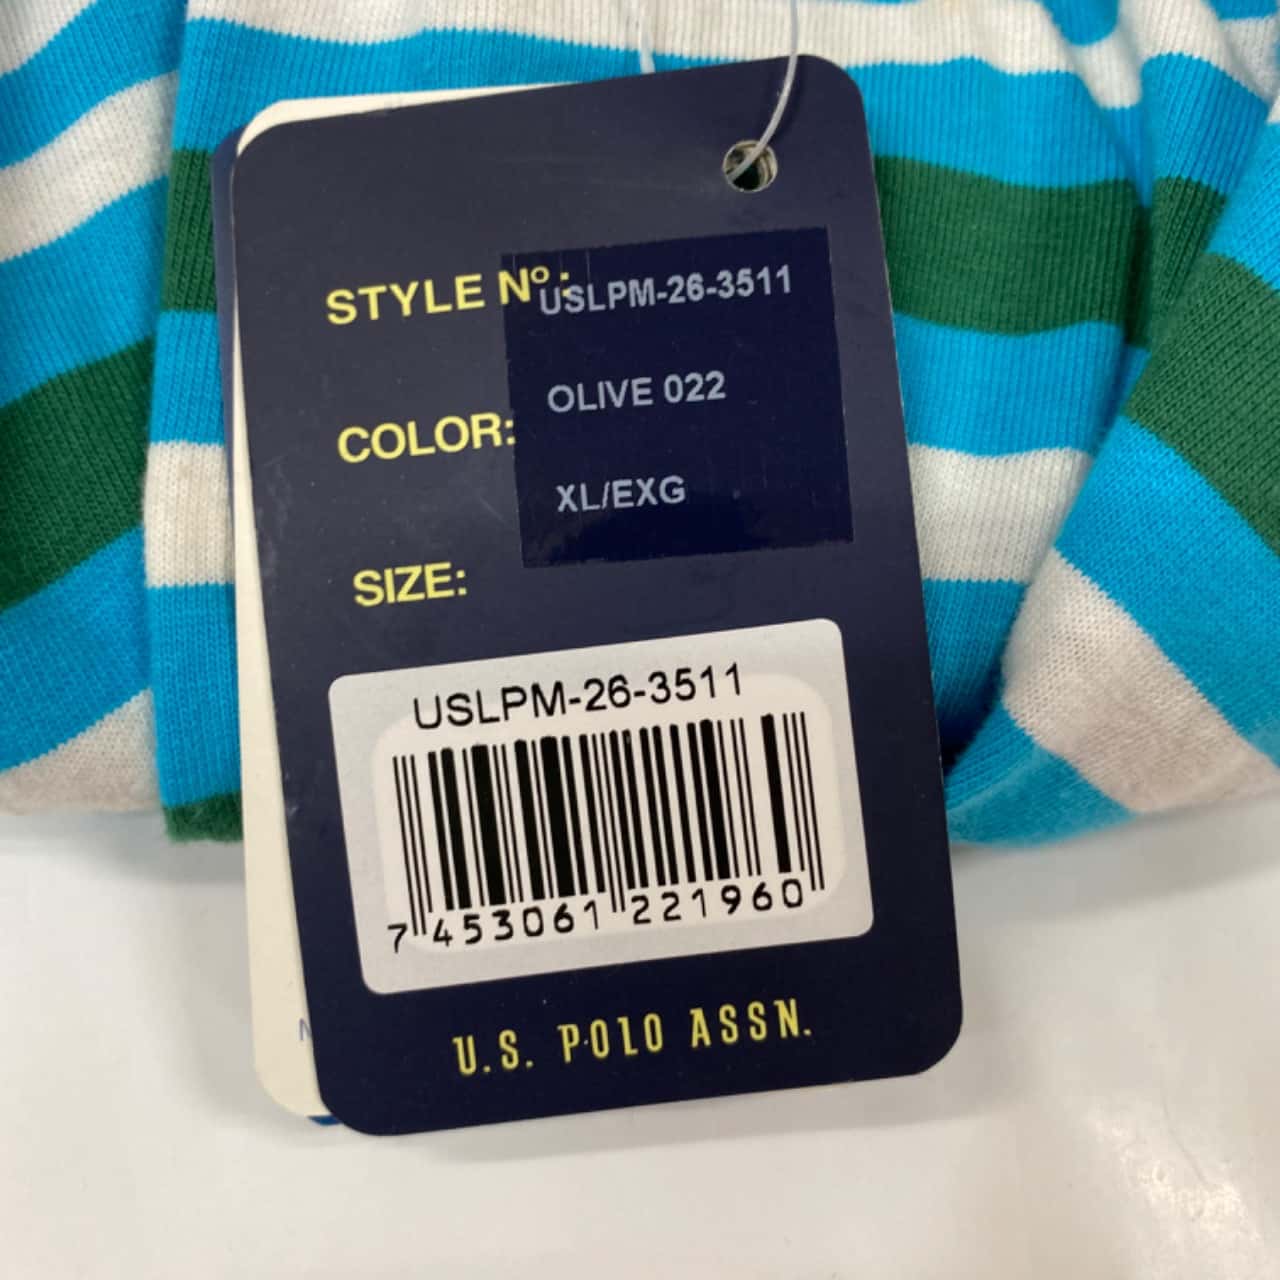 STYLE Nº: USLPM-26-3511
COLOR: OLIVE 022
XL/EXG
SIZE:
USLPM-26-3511
7 453061 221960
U.S. POLO ASSN.